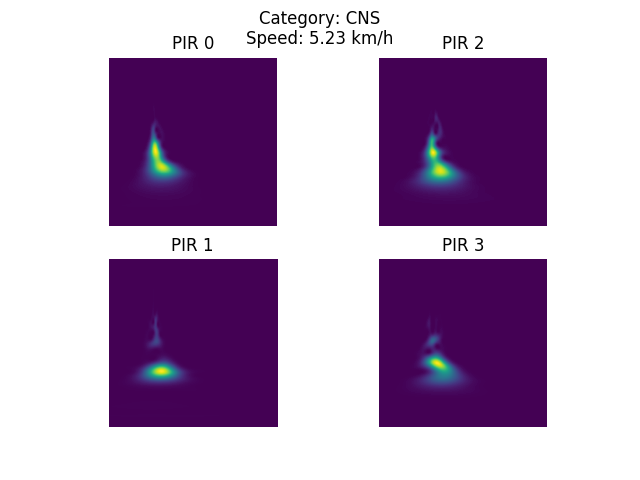 Category: CNS
Speed: 5.23 km/h
PIR 0
PIR 2
PIR 1
PIR 3